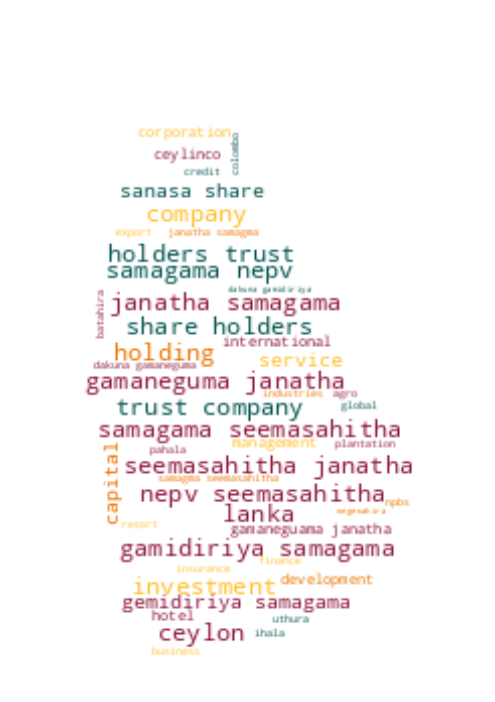 corporation
colombo
ceylinco
credit
sanasa share
company
export
janatha samagma
holders trust
samagama nepv
dakuna gamidiriya
batahira
janatha samagama
share holders
international
holding
service
dakuna gamaneguma
gamaneguma janatha
industries
agro
trust company
global
samagama seemasahitha
management
plantation
pahala
capital
seemasahitha janatha
samagma seemasahitha
nepv seemasahitha
npbs
lanka
negenahira
resort
gamaneguama janatha
gamidiriya samagama
finance
insurance
investment
development
gemidiriya samagama
hotel
uthura
ceylon
ihala
business